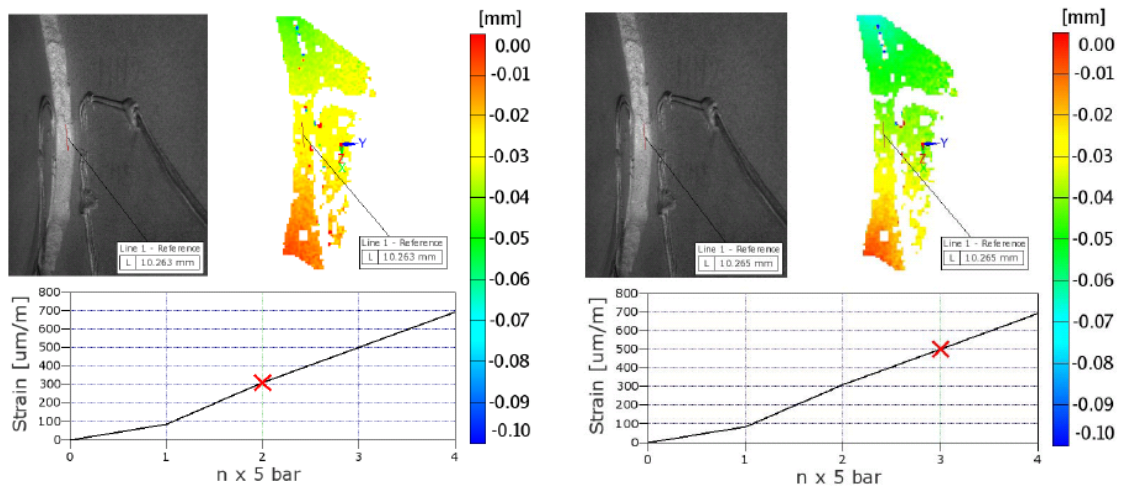 [mm]
0.00
-0.01
-0.02
-0.03
-0.04
-0.05
-0.06
-0.07
-0.08
-0.09
-0.10
Y
Z
Line 1 - Reference
L 10.263 mm
Line 1 - Reference
L 10.263 mm
Strain [um/m]
800
700
600
500
400
300
200
100
0
0 1 2 3 4
n x 5 bar
[mm]
0.00
-0.01
-0.02
-0.03
-0.04
-0.05
-0.06
-0.07
-0.08
-0.09
-0.10
Y
Z
Line 1 - Reference
L 10.265 mm
Line 1 - Reference
L 10.265 mm
Strain [um/m]
800
700
600
500
400
300
200
100
0
0 1 2 3 4
n x 5 bar